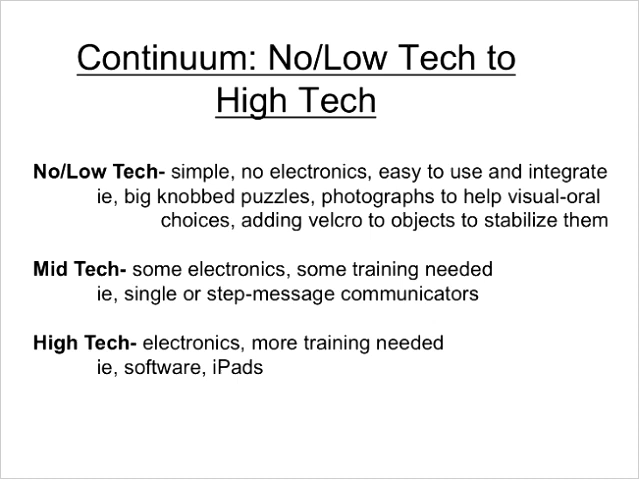 Continuum: No/Low Tech to
High Tech
No/Low Tech- simple, no electronics, easy to use and integrate
ie, big knobbed puzzles, photographs to help visual-oral
choices, adding velcro to objects to stabilize them
Mid Tech- some electronics, some training needed
ie, single or step-message communicators
High Tech- electronics, more training needed
ie, software, iPads